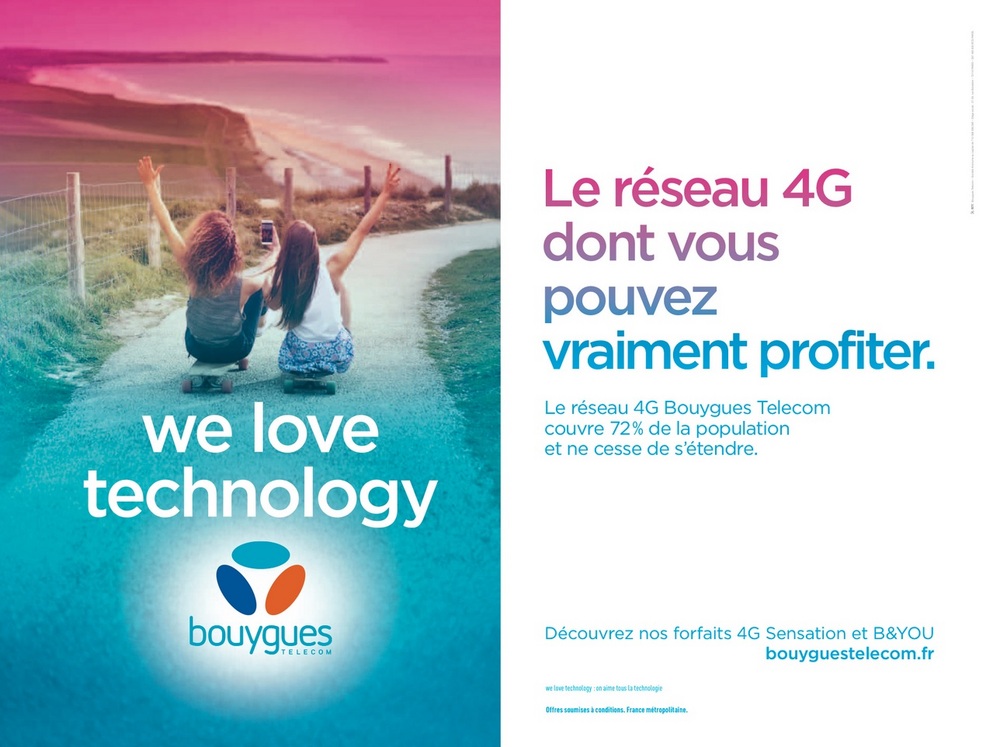 we love
technology
bouygues
TELECOM
Le réseau 4G
dont vous
pouvez
vraiment profiter.
Le réseau 4G Bouygues Telecom
couvre 72% de la population
et ne cesse de s’étendre.
Découvrez nos forfaits 4G Sensation et B&YOU
bouyguestelecom.fr
we love technology : on aime tous la technologie
Offres soumises à conditions. France métropolitaine.